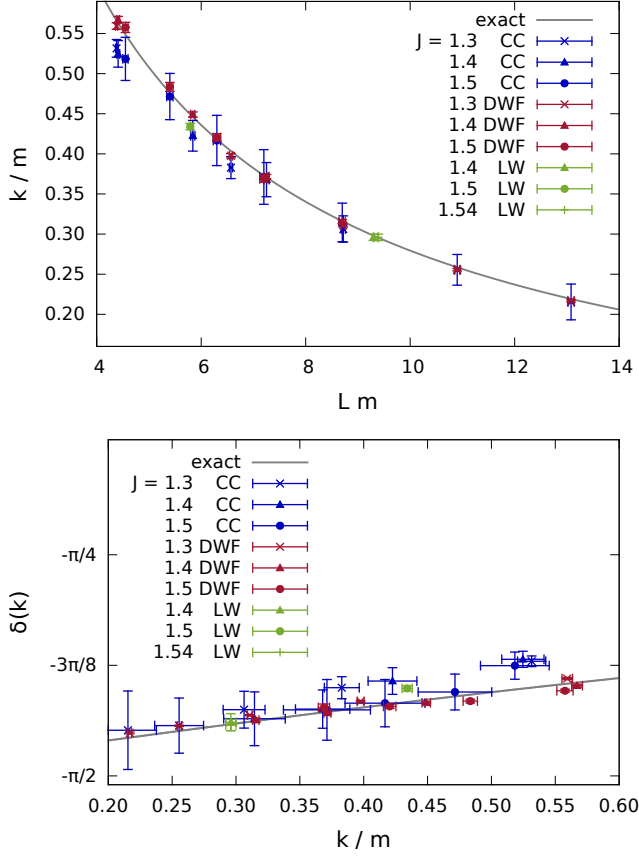 0.55
0.50
0.45
0.40
0.35
0.30
0.25
0.20
k / m
exact
J = 1.3 CC
1.4 CC
1.5 CC
1.3 DWF
1.4 DWF
1.5 DWF
1.4 LW
1.5 LW
1.54 LW
4 6 8 10 12 14
L m
exact
J = 1.3 CC
1.4 CC
1.5 CC
1.3 DWF
1.4 DWF
1.5 DWF
1.4 LW
1.5 LW
1.54 LW
-π/4
-3π/8
-π/2
δ(k)
0.20 0.30 0.40 0.45 0.50 0.55 0.60
k / m